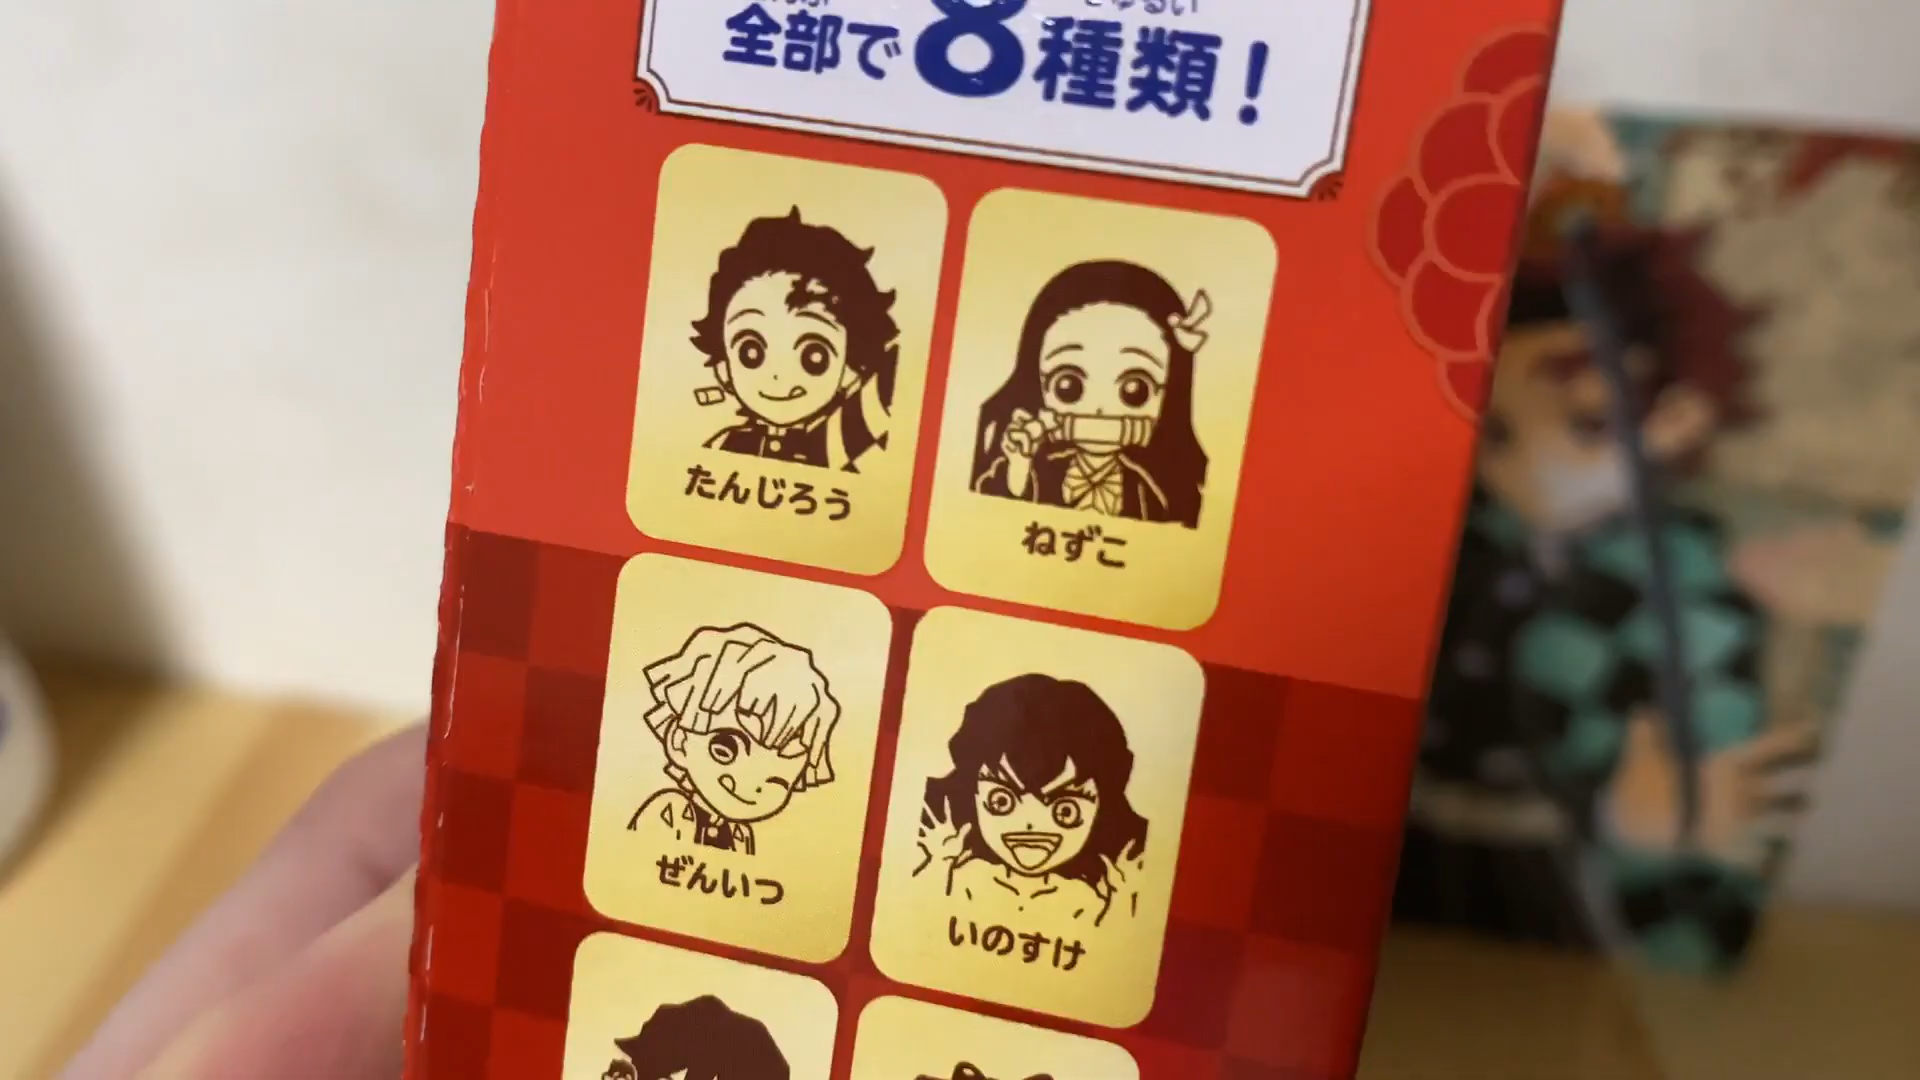 全部で8種類!
たんじろう
ねずこ
ぜんいつ
いのすけ